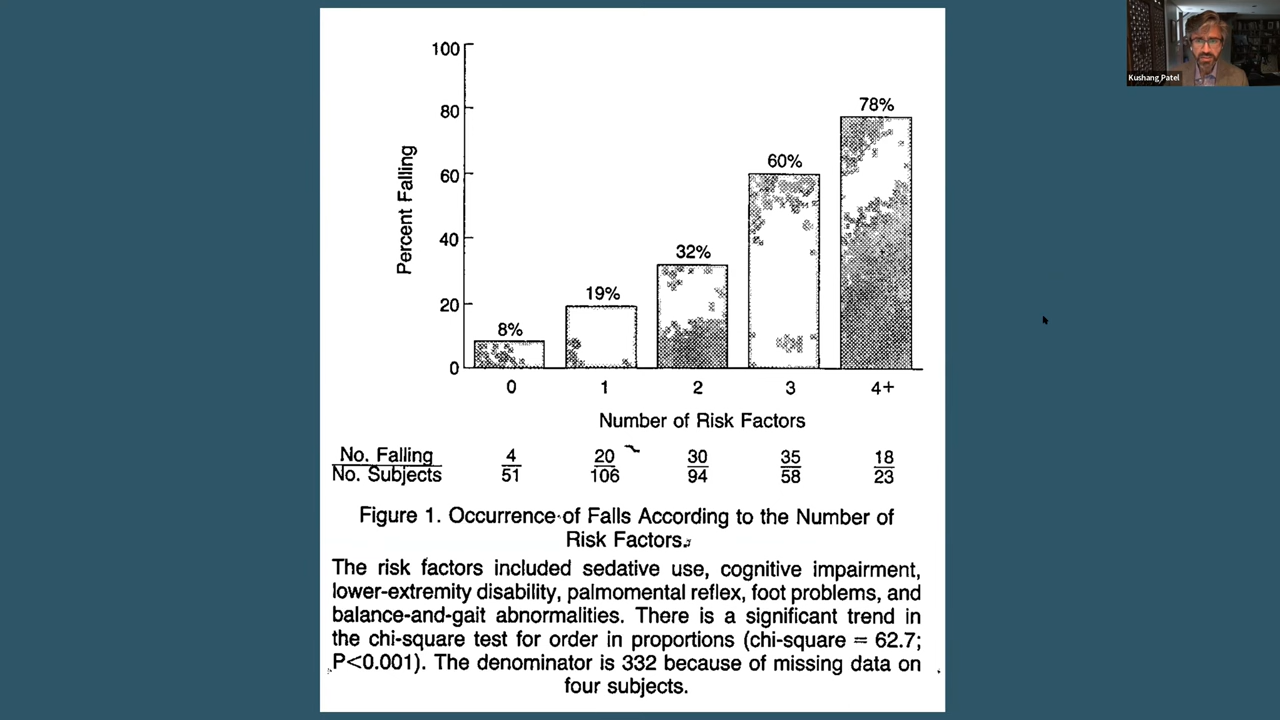 Kushang Patel
100
80
60
40
20
0
Percent Falling
8%
19%
32%
60%
78%
0 1 2 3 4+
Number of Risk Factors
No. Falling 4 20 30 35 18
No. Subjects 51 106 94 58 23
Figure 1. Occurrence of Falls According to the Number of
Risk Factors.
The risk factors included sedative use, cognitive impairment,
lower-extremity disability, palmomental reflex, foot problems, and
balance-and-gait abnormalities. There is a significant trend in
the chi-square test for order in proportions (chi-square = 62.7;
P<0.001). The denominator is 332 because of missing data on
four subjects.